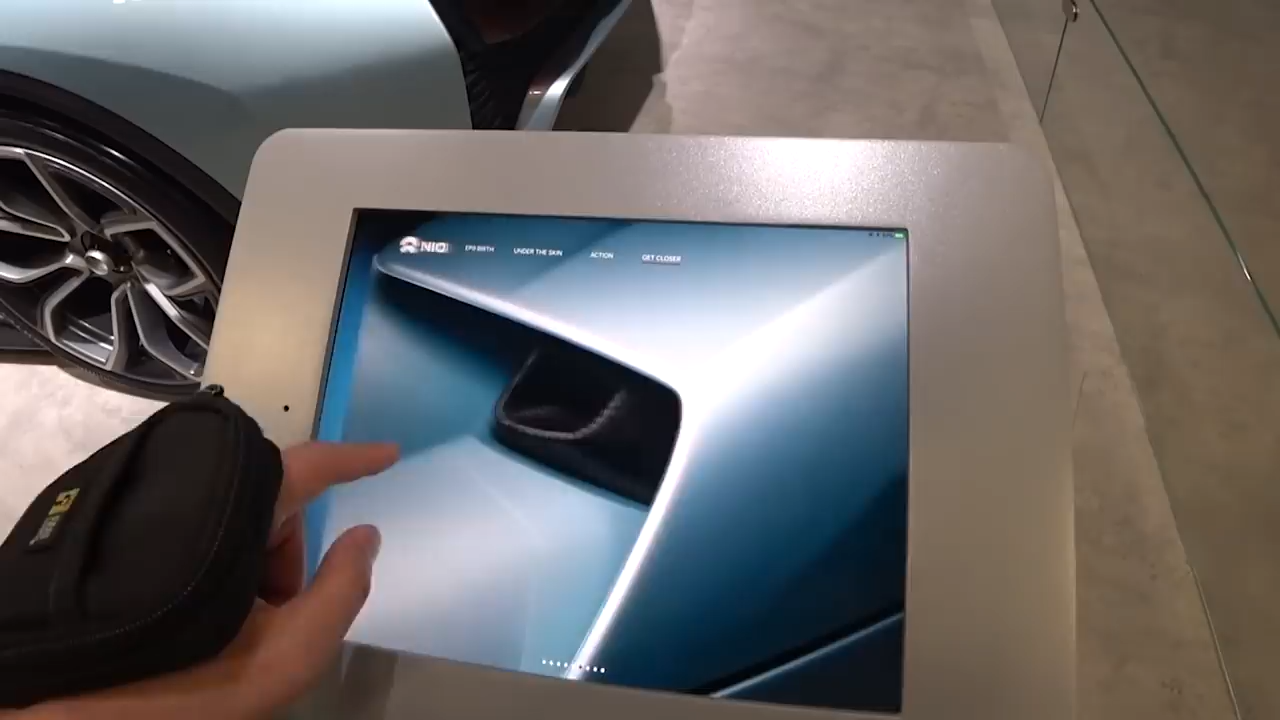 NIO EP9 BIRTH UNDER THE SKIN ACTION GET CLOSER